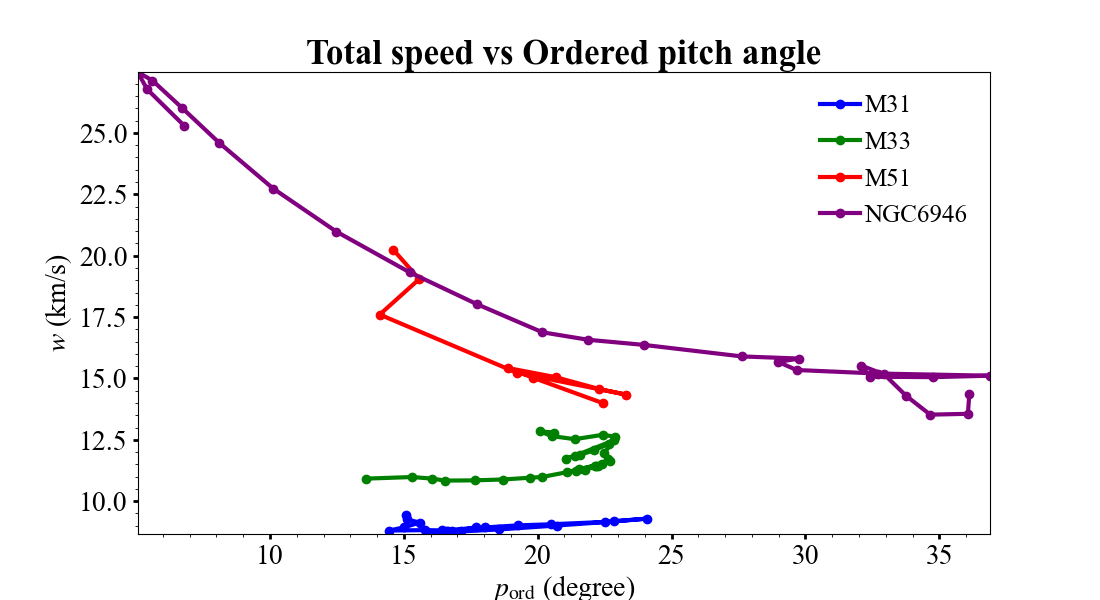 Total speed vs Ordered pitch angle
M31
M33
M51
NGC6946
w (km/s)
25.0
22.5
20.0
17.5
15.0
12.5
10.0
10 15 20 25 30 35
p_ord (degree)